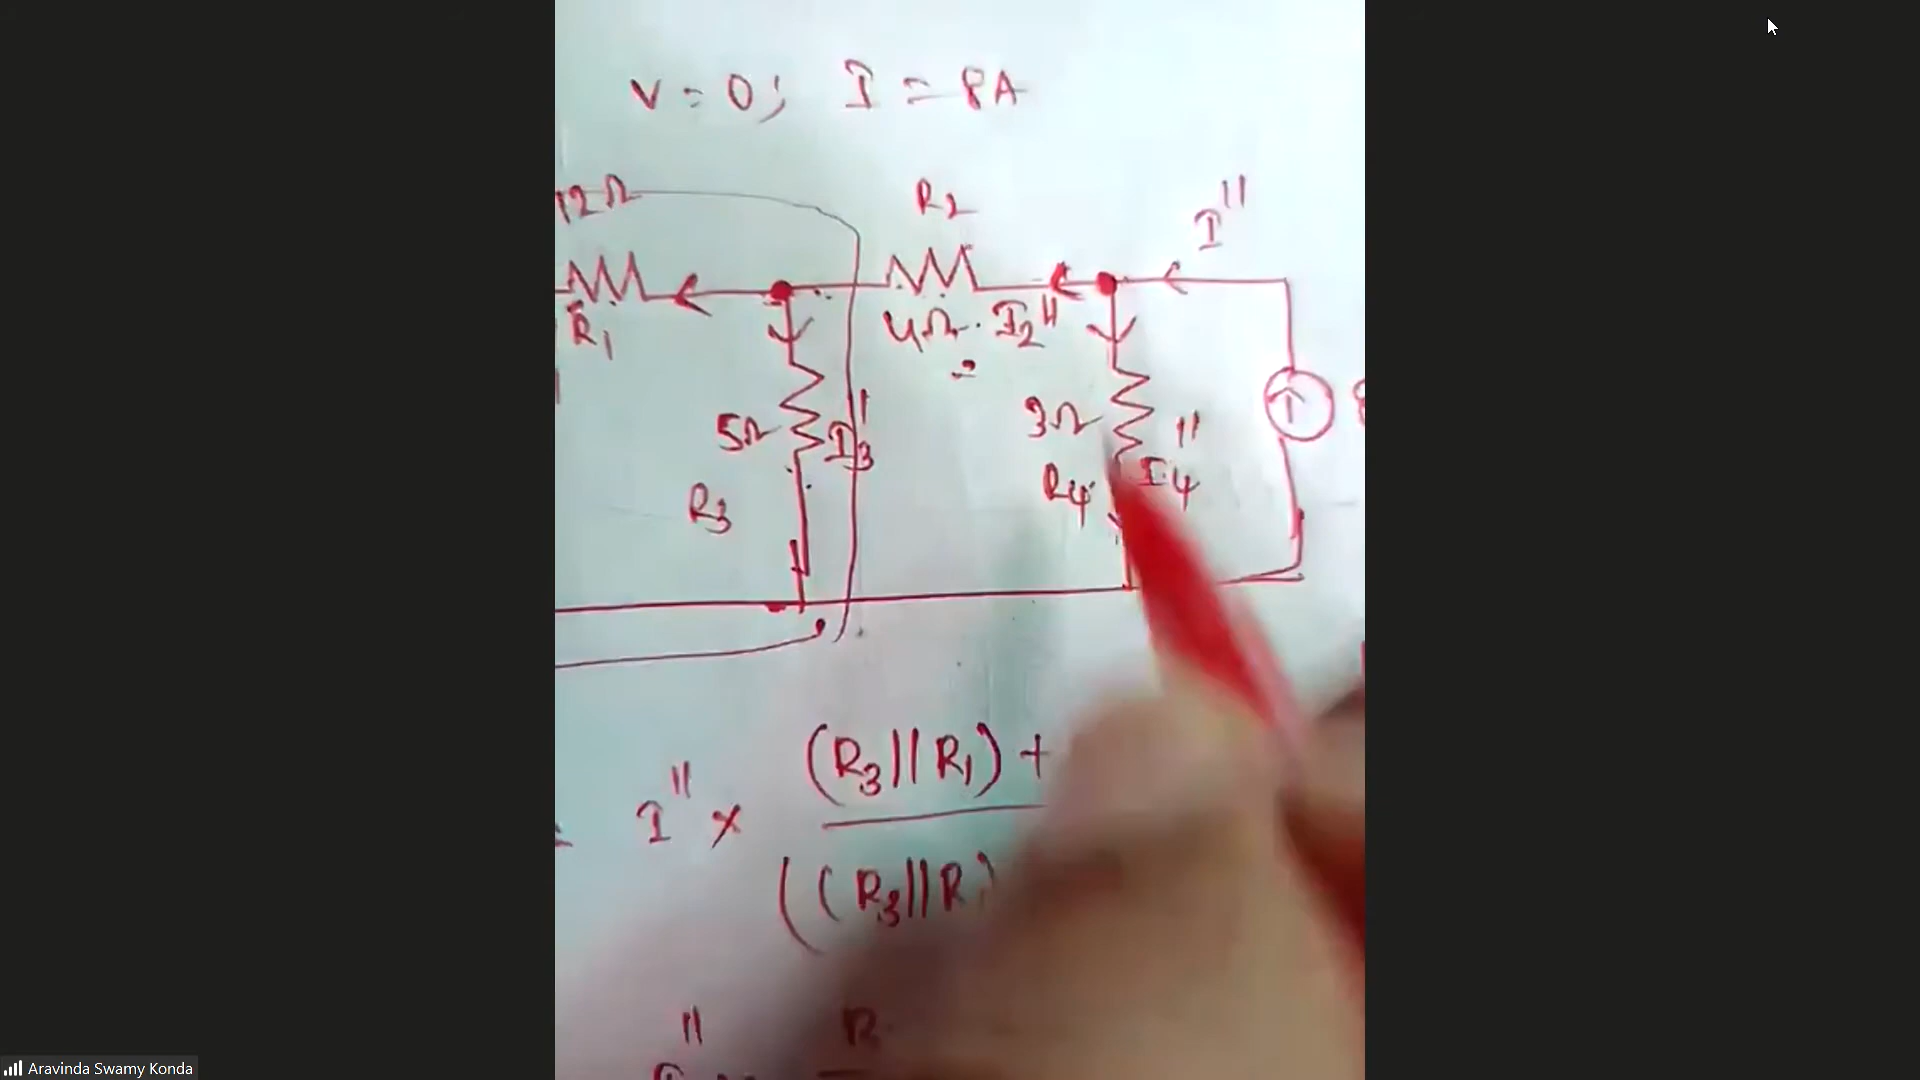 V = 0; I = 8A
12Ω
R2
I"
R1
4Ω
I2"
5Ω
I3'
3Ω
R3
R4
I4"
(R3||R1) +
I" ×
((R3||R
"
Aravinda Swamy Konda